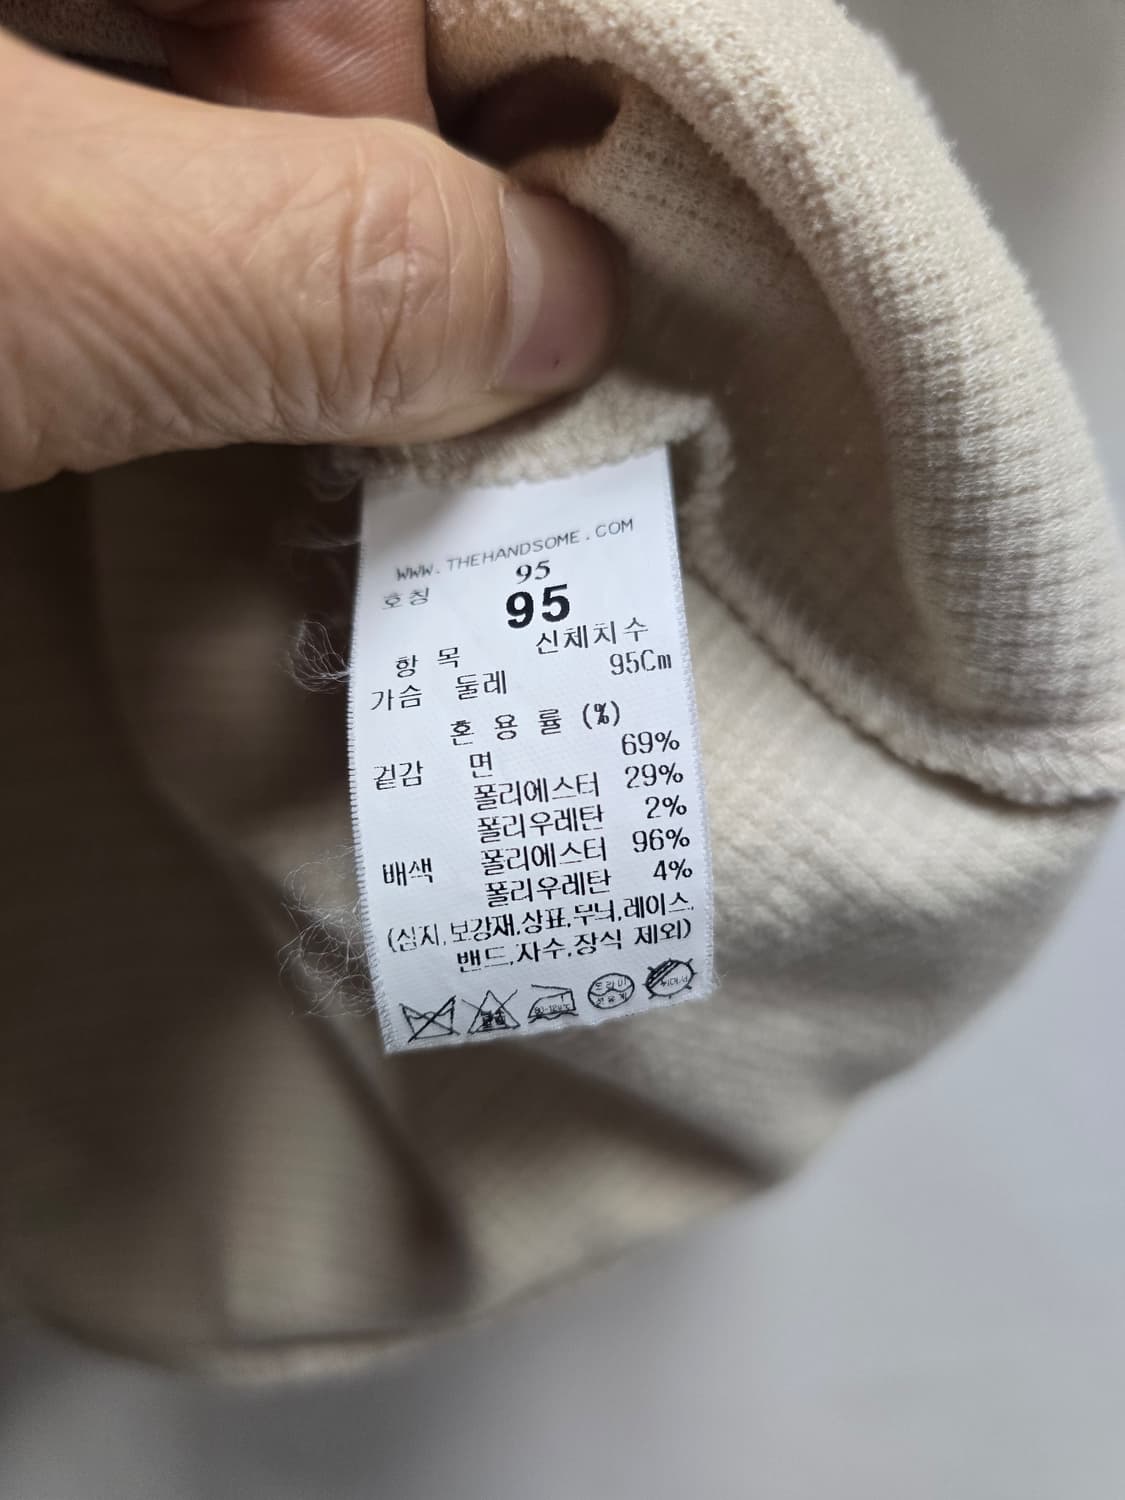 WWW.THEHANDSOME.COM
95
호칭 95
항 목 신체치수
가슴 둘레 95Cm
혼 용 률 (%)
겉감 면 69%
폴리에스터 29%
폴리우레탄 2%
배색 폴리에스터 96%
폴리우레탄 4%
(심지,보강재,상표,무늬,레이스,
밴드,자수,장식 제외)